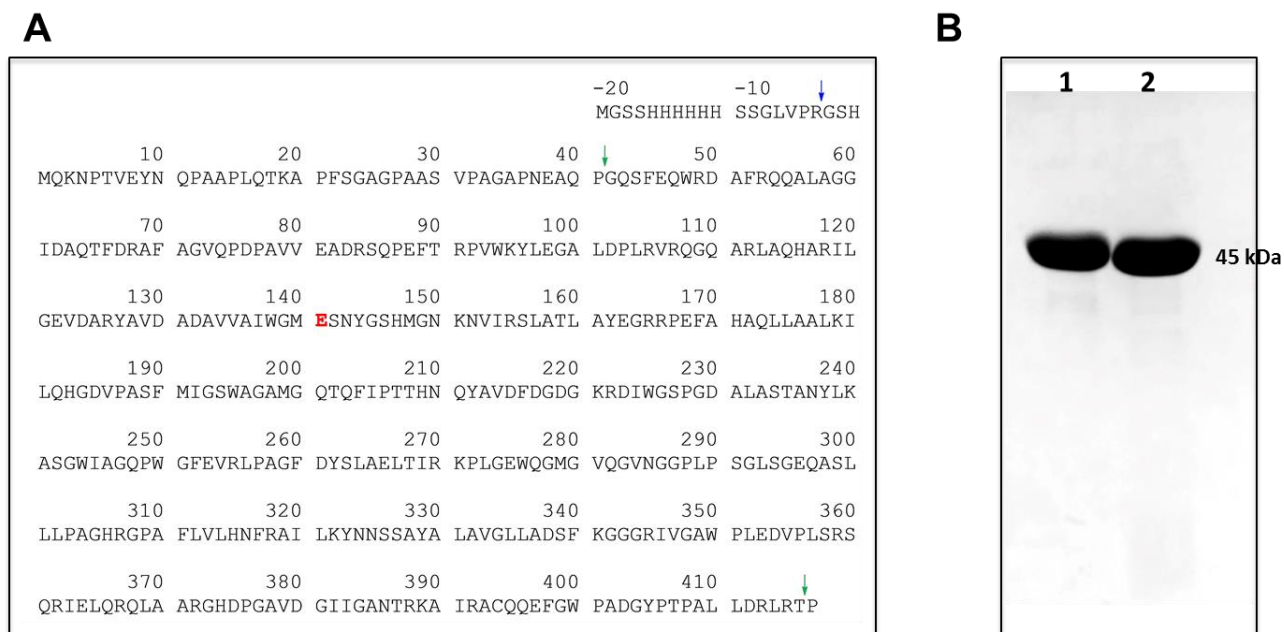 A
B
-20 -10
MGSSHHHHHH SSGLVPRGSH
10 20 30 40 50 60
MQKNPTVEYN QPAAPLQTKA PFSGAGPAAS VPAGAPNEAQ PGQSFEQWRD AFRQQALAGG
70 80 90 100 110 120
IDAQTFDRAF AGVQPDPAVV EADRSQPEFT RPVWKYLEGA LDPLRVRQGQ ARLAQHARIL
130 140 150 160 170 180
GEVDARYAVD ADAVVAIWGM ESNYGSHMGN KNVIRSLATL AYEGRRPEFA HAQLLAALKI
190 200 210 220 230 240
LQHGDVPASF MIGSWAGAMG QTQFIPTTHN QYAVDFDGDG KRDIWGSPGD ALASTANYLK
250 260 270 280 290 300
ASGWIAGQPW GFEVRLPAGF DYSLAELTIR KPLGEWQGMG VQGVNGGPLP SGLSGEQASL
310 320 330 340 350 360
LLPAGHRGPA FLVLHNFRAI LKYNNSSAYA LAVGLLADSF KGGGRIVGAW PLEDVPLSRS
370 380 390 400 410
QRIELQRQLA ARGHDPGAVD GIIGANTRKA IRACQQEFGW PADGYPTPAL LDRLRTP
1 2
45 kDa